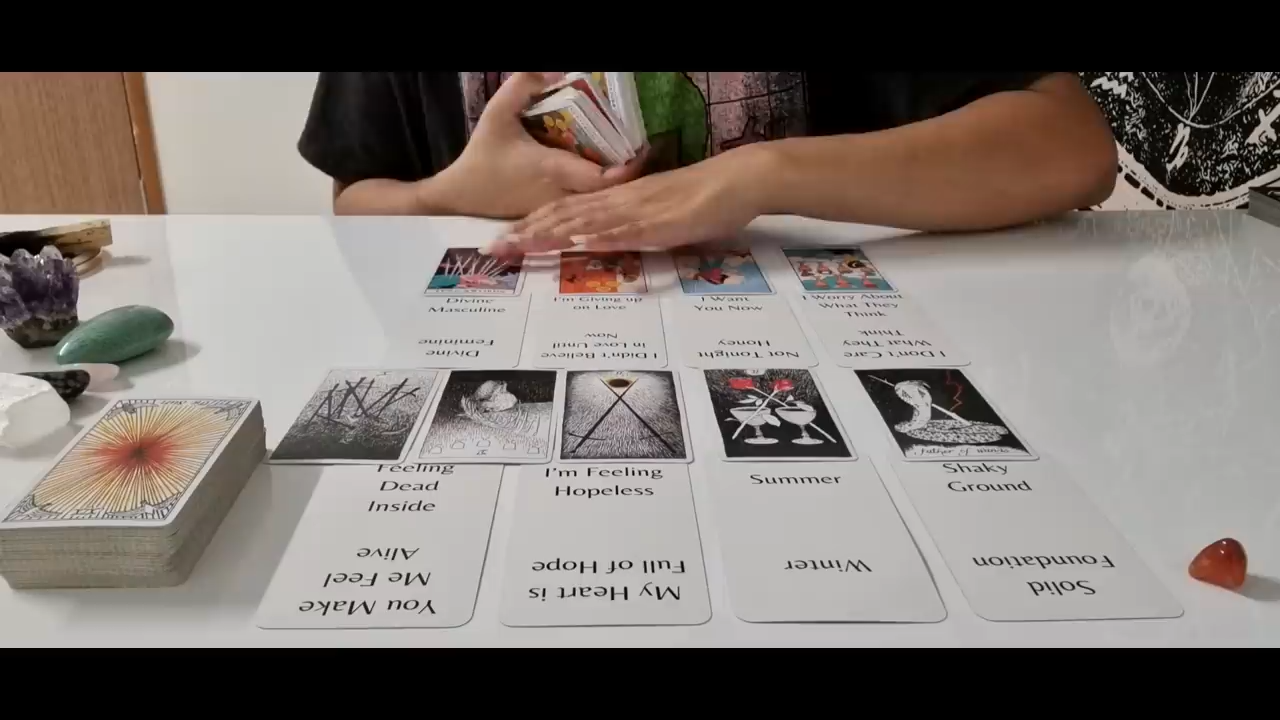 Divine
Masculine
Divine
Feminine
I'm Giving up
on Love
I Didn't Believe
in Love Until
Now
I Want
You Now
Not Tonight
Honey
I Worry About
What They
Think
I Don't Care
What They
Think
Feeling
Dead
Inside
You Make
Me Feel
Alive
I'm Feeling
Hopeless
My Heart is
Full of Hope
Summer
Winter
Father of wands
Shaky
Ground
Solid
Foundation